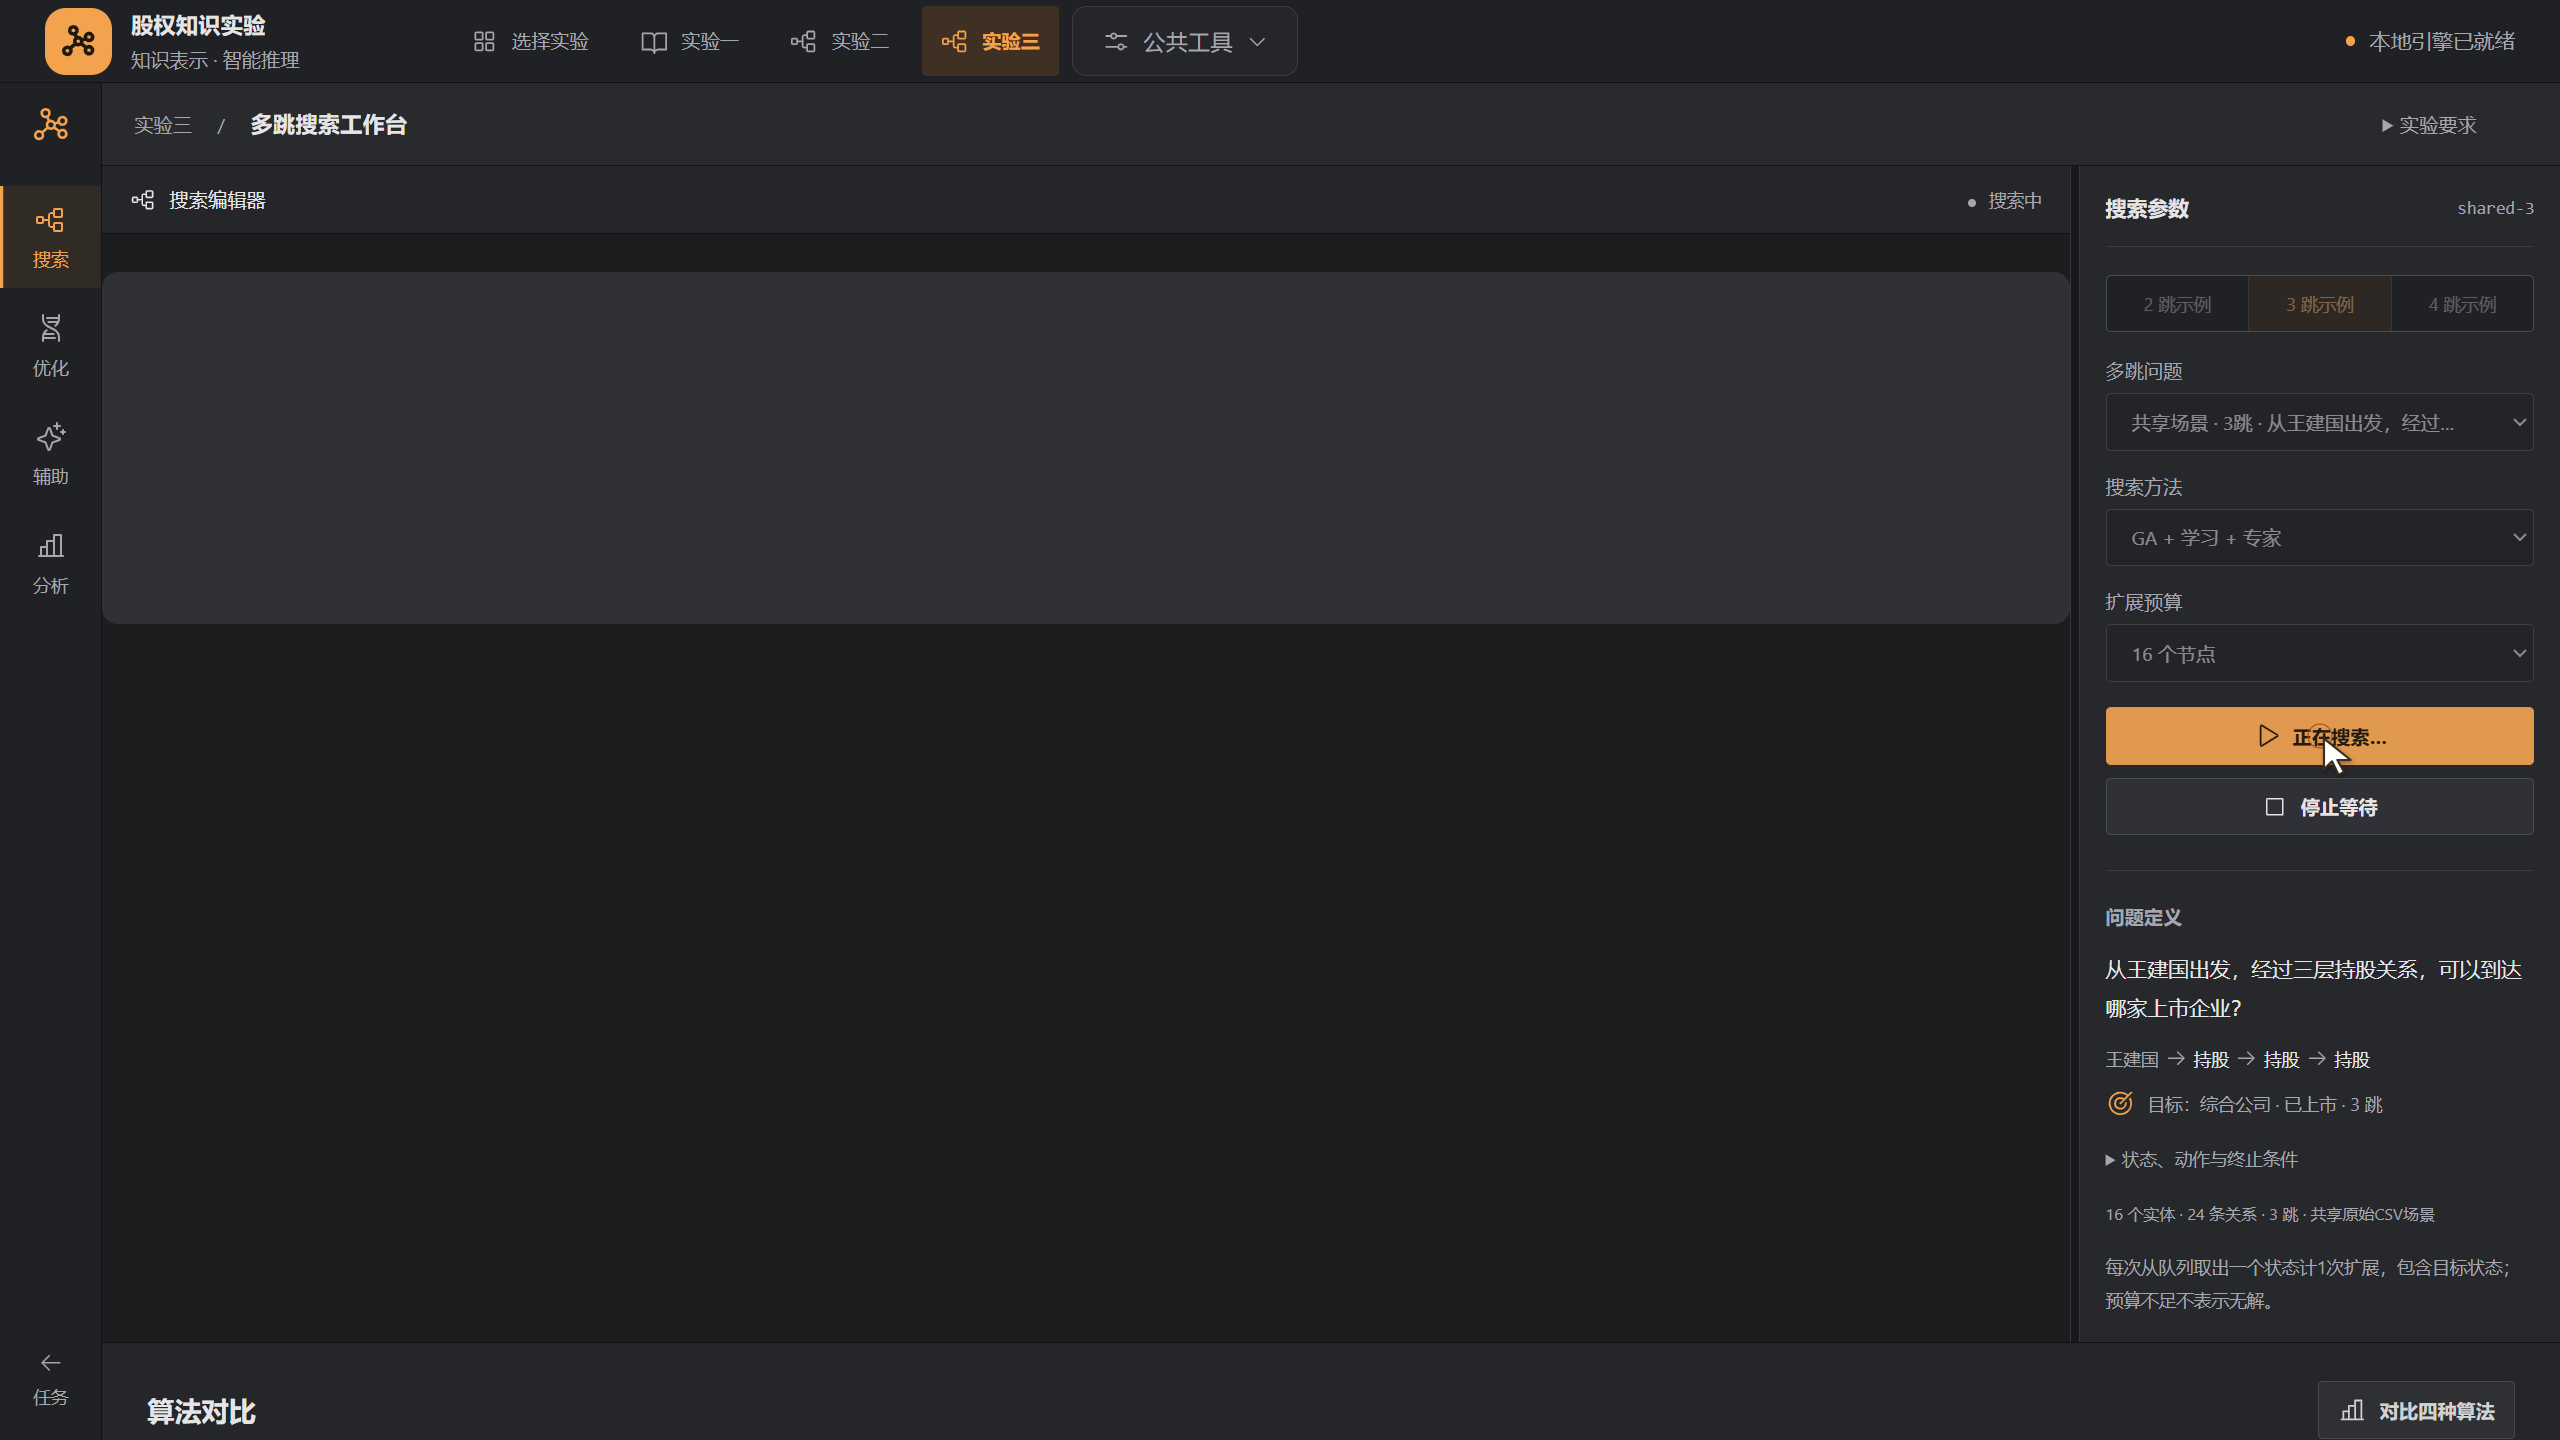 股权知识实验
知识表示 · 智能推理
选择实验
实验一
实验二
实验三
公共工具
本地引擎已就绪
实验三 / 多跳搜索工作台
实验要求
搜索
优化
辅助
分析
任务
搜索编辑器
搜索中
搜索参数
shared-3
2 跳示例
3 跳示例
4 跳示例
多跳问题
共享场景 · 3跳 · 从王建国出发，经过...
搜索方法
GA + 学习 + 专家
扩展预算
16 个节点
正在搜索...
停止等待
问题定义
从王建国出发，经过三层持股关系，可以到达
哪家上市企业？
王建国 → 持股 → 持股 → 持股
目标：综合公司 · 已上市 · 3 跳
状态、动作与终止条件
16 个实体 · 24 条关系 · 3 跳 · 共享原始CSV场景
每次从队列取出一个状态计1次扩展，包含目标状态；
预算不足不表示无解。
算法对比
对比四种算法